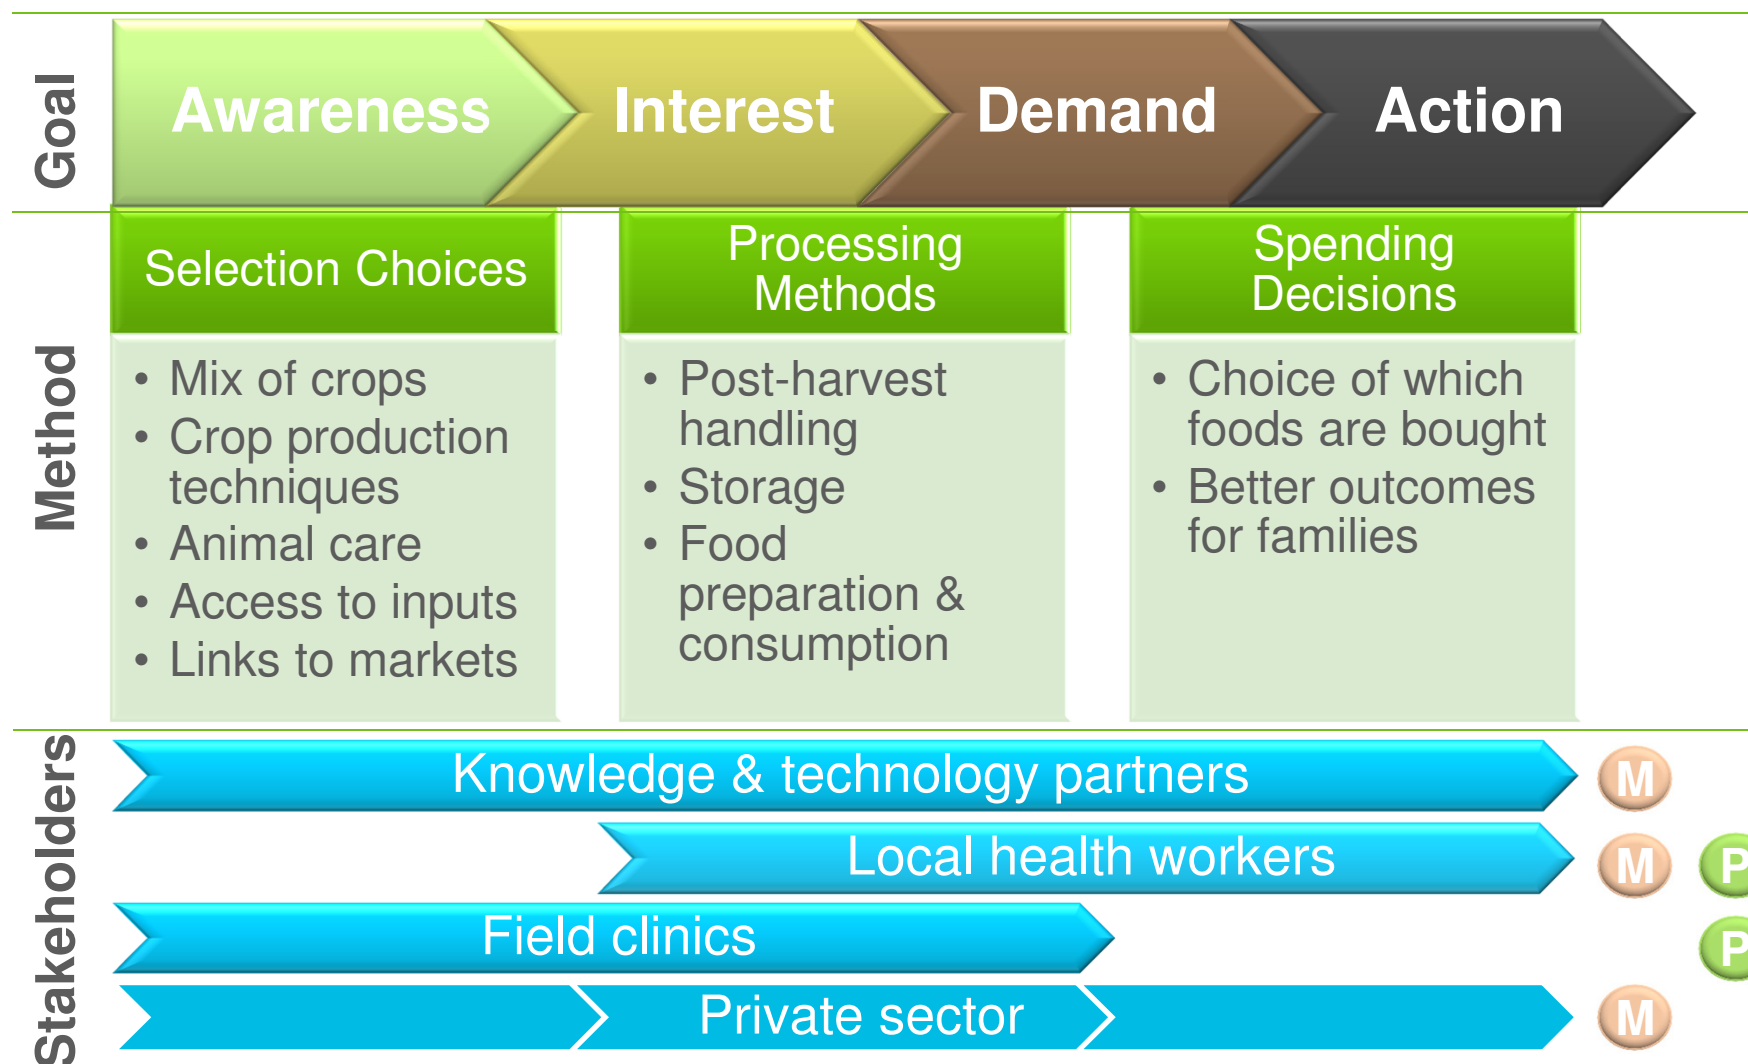 Goal
Awareness
Interest
Demand
Action
Method
Selection Choices
• Mix of crops
• Crop production
techniques
• Animal care
• Access to inputs
• Links to markets
Processing
Methods
• Post-harvest
handling
• Storage
• Food
preparation &
consumption
Spending
Decisions
• Choice of which
foods are bought
• Better outcomes
for families
Stakeholders
Knowledge & technology partners
M
Local health workers
M
P
Field clinics
P
Private sector
M